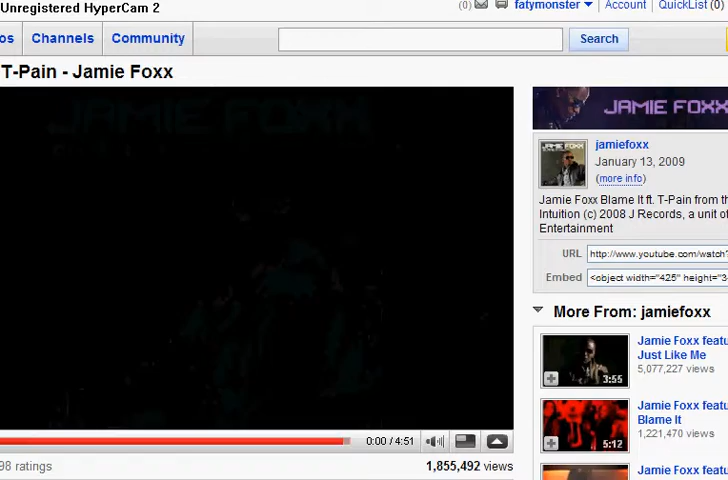 Unregistered HyperCam 2
(0) fatymonster Account QuickList (0)
os Channels Community Search
T-Pain - Jamie Foxx
JAMIE FOXX
JAMIE FOXX
jamiefoxx
January 13, 2009
(more info)
Jamie Foxx Blame It ft. T-Pain from th
Intuition (c) 2008 J Records, a unit of
Entertainment
URL http://www.youtube.com/watch?
Embed <object width="425" height="3
More From: jamiefoxx
Jamie Foxx featu
Just Like Me
5,077,227 views
3:55
Jamie Foxx featu
Blame It
1,221,470 views
5:12
Jamie Foxx featu
0:00 / 4:51
98 ratings
1,855,492 views